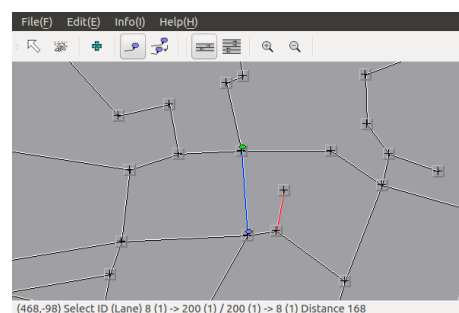 File(F) Edit(E) Info(I) Help(H)
(468,-98) Select ID (Lane) 8 (1) -> 200 (1) / 200 (1) -> 8 (1) Distance 168